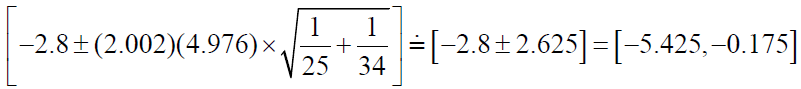 [−2.8 ± (2.002)(4.976) × √(1/25 + 1/34)] ≐ [−2.8 ± 2.625] = [−5.425, −0.175]